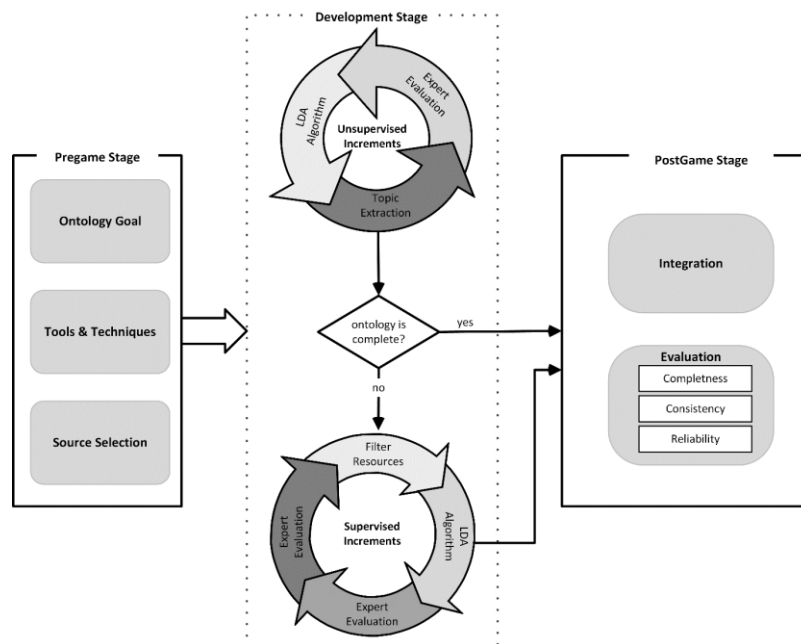 Pregame Stage
Ontology Goal
Tools & Techniques
Source Selection
Development Stage
LDA
Algorithm
Expert
Evaluation
Unsupervised
Increments
Topic
Extraction
ontology is
complete?
yes
no
Filter
Resources
LDA
Algorithm
Expert
Evaluation
Expert Evaluation
Supervised
Increments
PostGame Stage
Integration
Evaluation
Completness
Consistency
Reliability